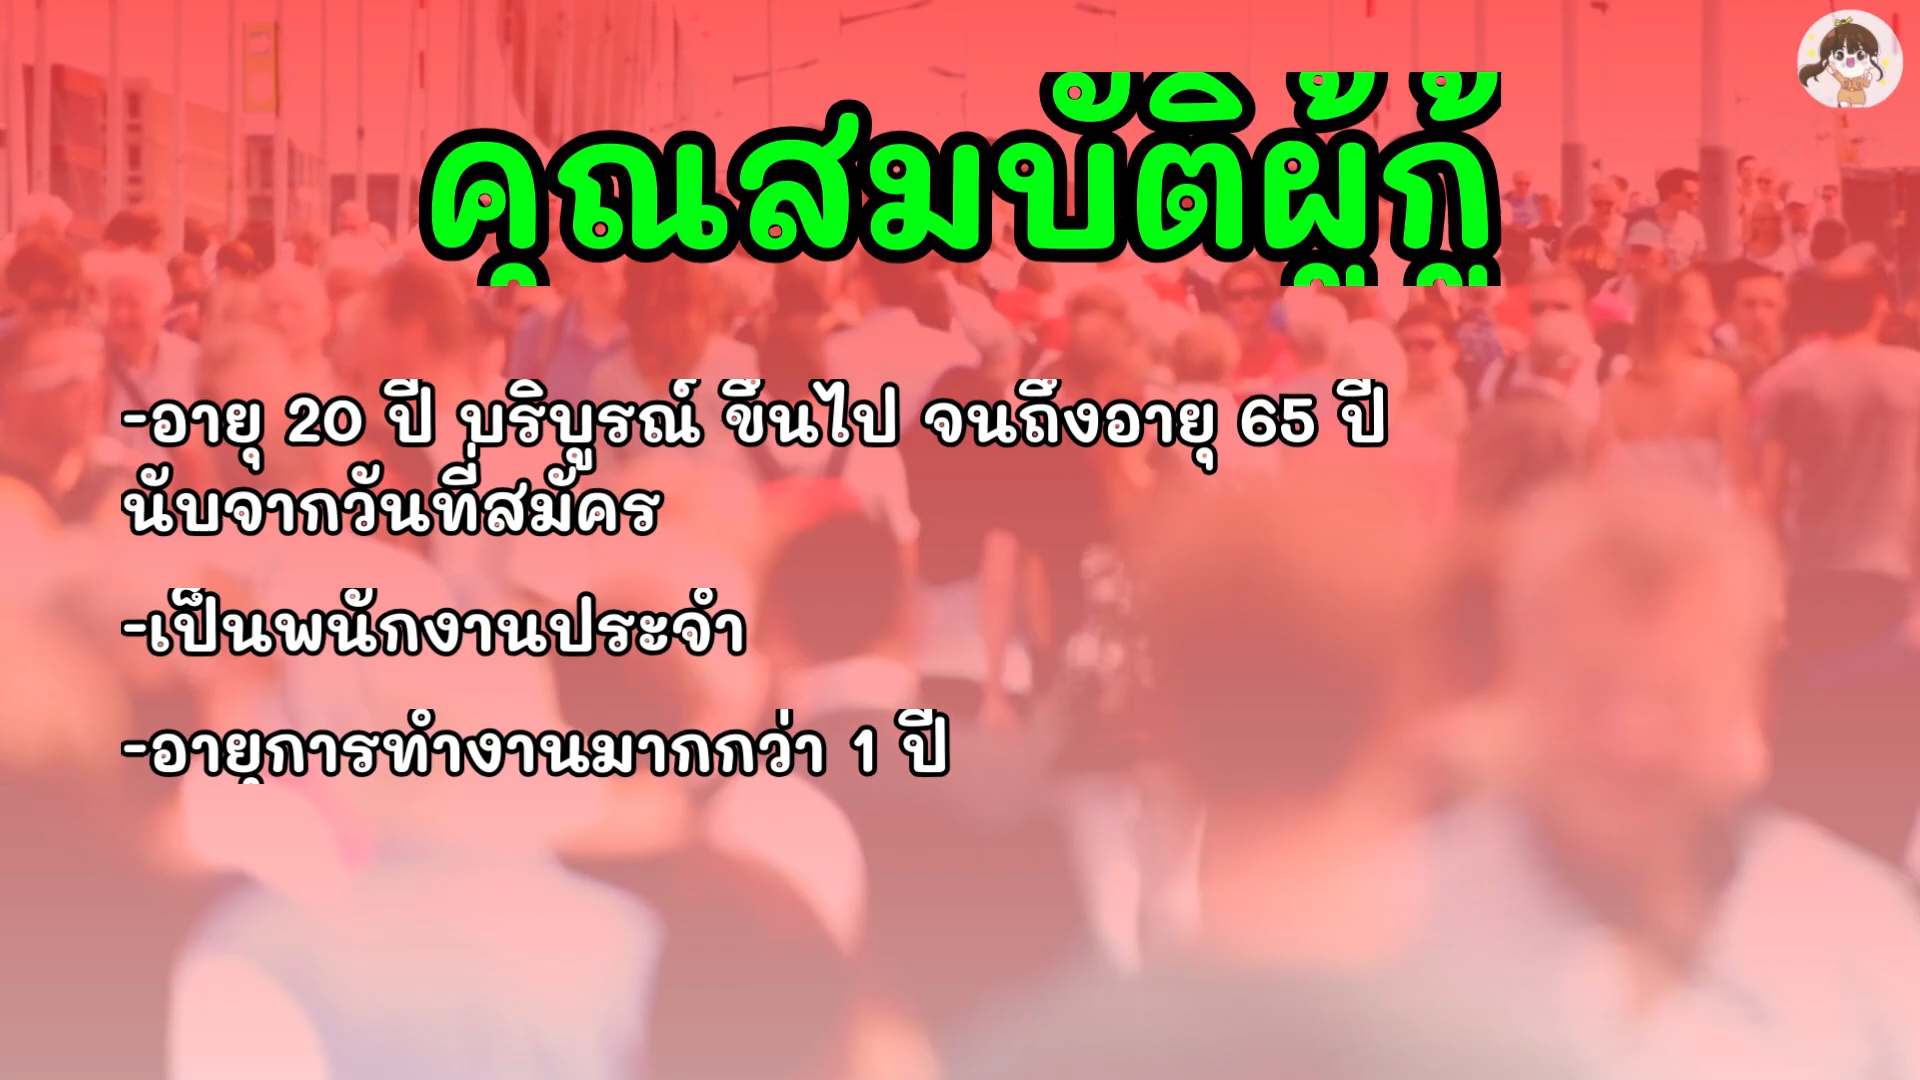 คุณสมบัติผู้กู้
-อายุ 20 ปี บริบูรณ์ ขึ้นไป จนถึงอายุ 65 ปี
นับจากวันที่สมัคร
-เป็นพนักงานประจำ
-อายุการทำงานมากกว่า 1 ปี